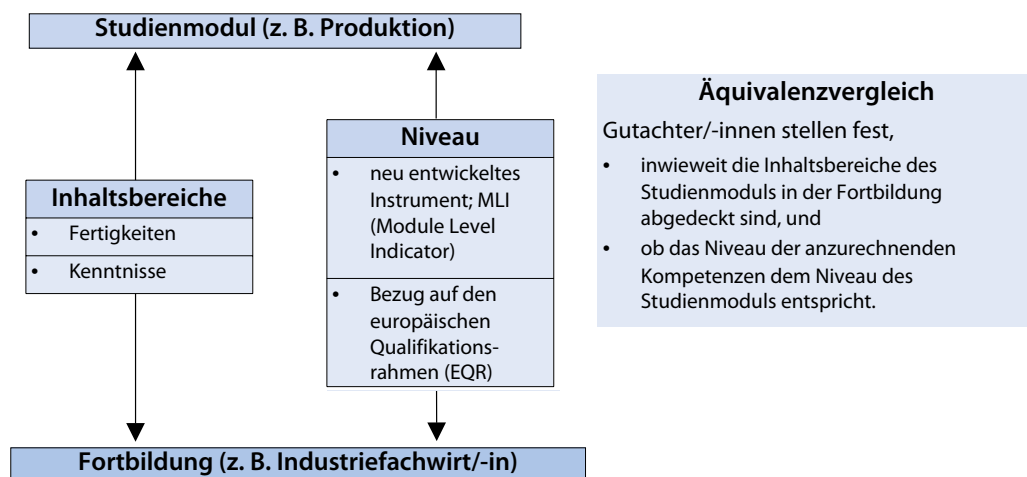 Studienmodul (z. B. Produktion)
Inhaltsbereiche
• Fertigkeiten
• Kenntnisse
Niveau
• neu entwickeltes
Instrument; MLI
(Module Level
Indicator)
• Bezug auf den
europäischen
Qualifikations-
rahmen (EQR)
Fortbildung (z. B. Industriefachwirt/-in)
Äquivalenzvergleich
Gutachter/-innen stellen fest,
• inwieweit die Inhaltsbereiche des
Studienmoduls in der Fortbildung
abgedeckt sind, und
• ob das Niveau der anzurechnenden
Kompetenzen dem Niveau des
Studienmoduls entspricht.